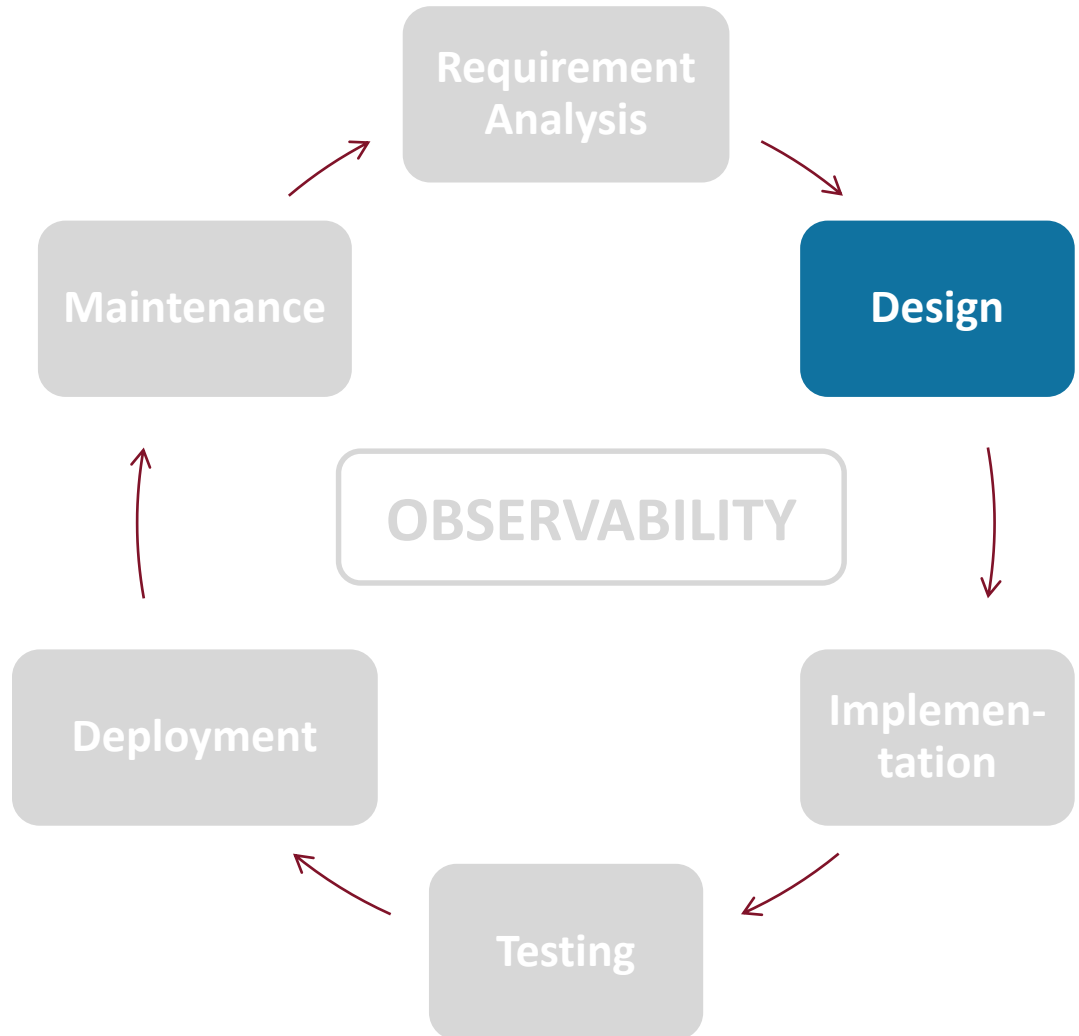 Requirement
Analysis
Design
Maintenance
OBSERVABILITY
Implemen-
tation
Deployment
Testing